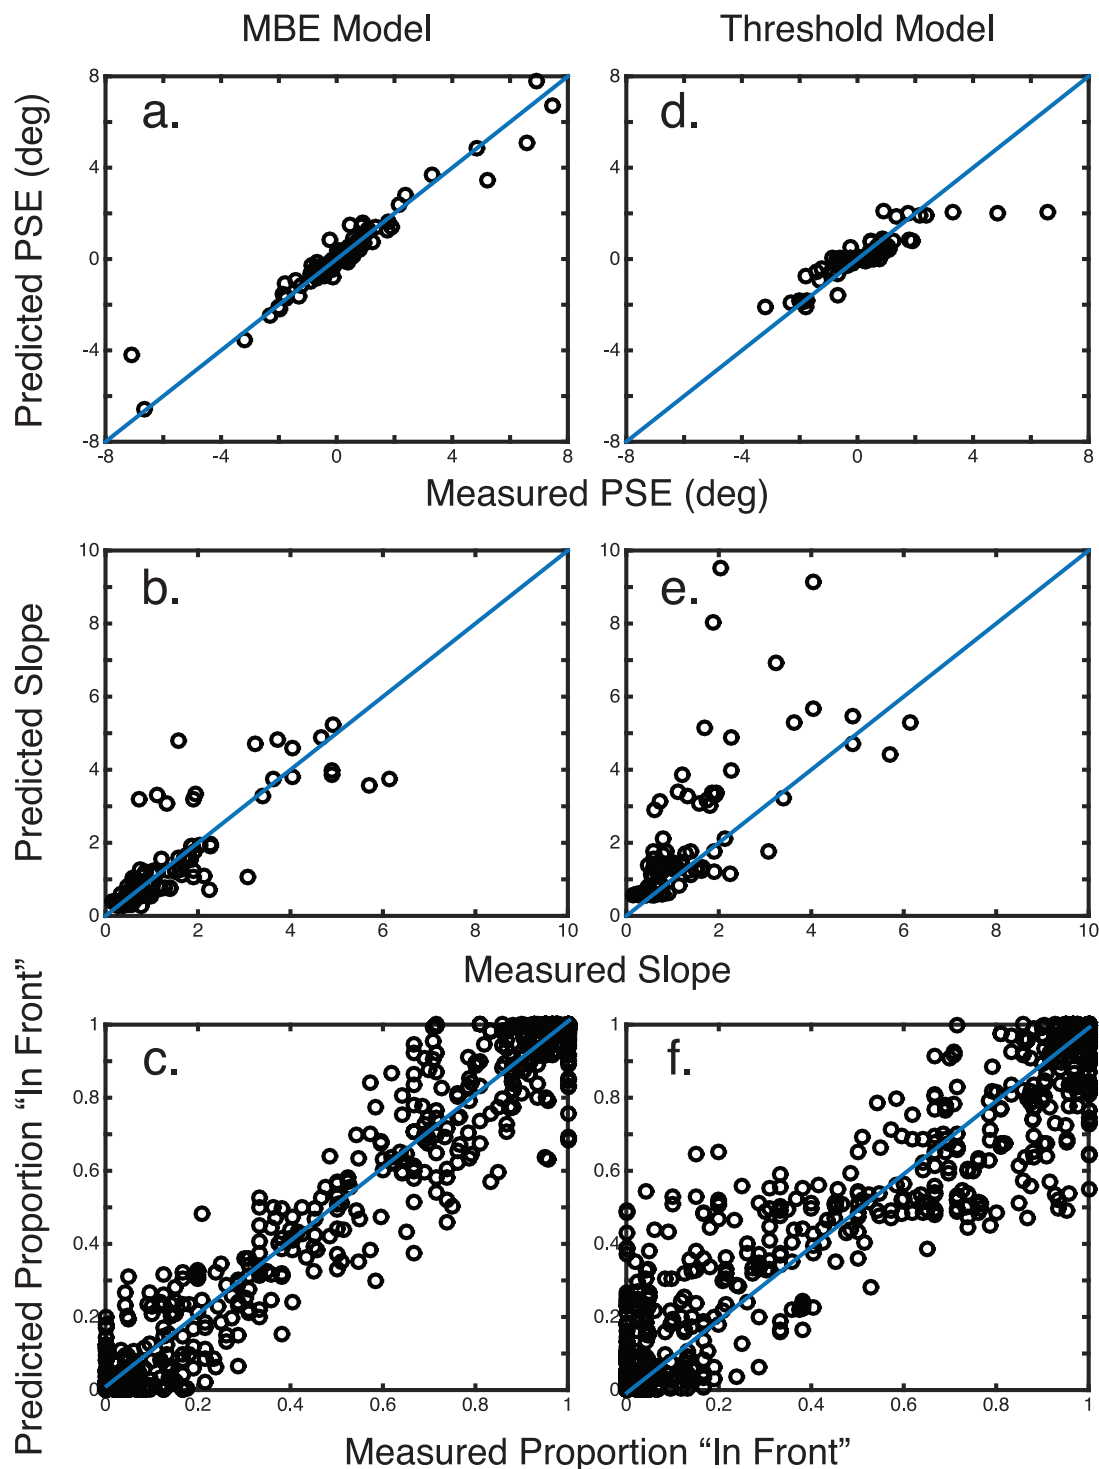 MBE Model
Threshold Model
Predicted PSE (deg)
a.
8
4
0
-4
-8
-8 -4 0 4 8
d.
8
4
0
-4
-8
-8 -4 0 4 8
Measured PSE (deg)
Predicted Slope
b.
10
8
6
4
2
0
0 2 4 6 8 10
e.
10
8
6
4
2
0
0 2 4 6 8 10
Measured Slope
Predicted Proportion “In Front”
c.
1
0.8
0.6
0.4
0.2
0
0 0.2 0.4 0.6 0.8 1
f.
1
0.8
0.6
0.4
0.2
0
0 0.2 0.4 0.6 0.8 1
Measured Proportion “In Front”